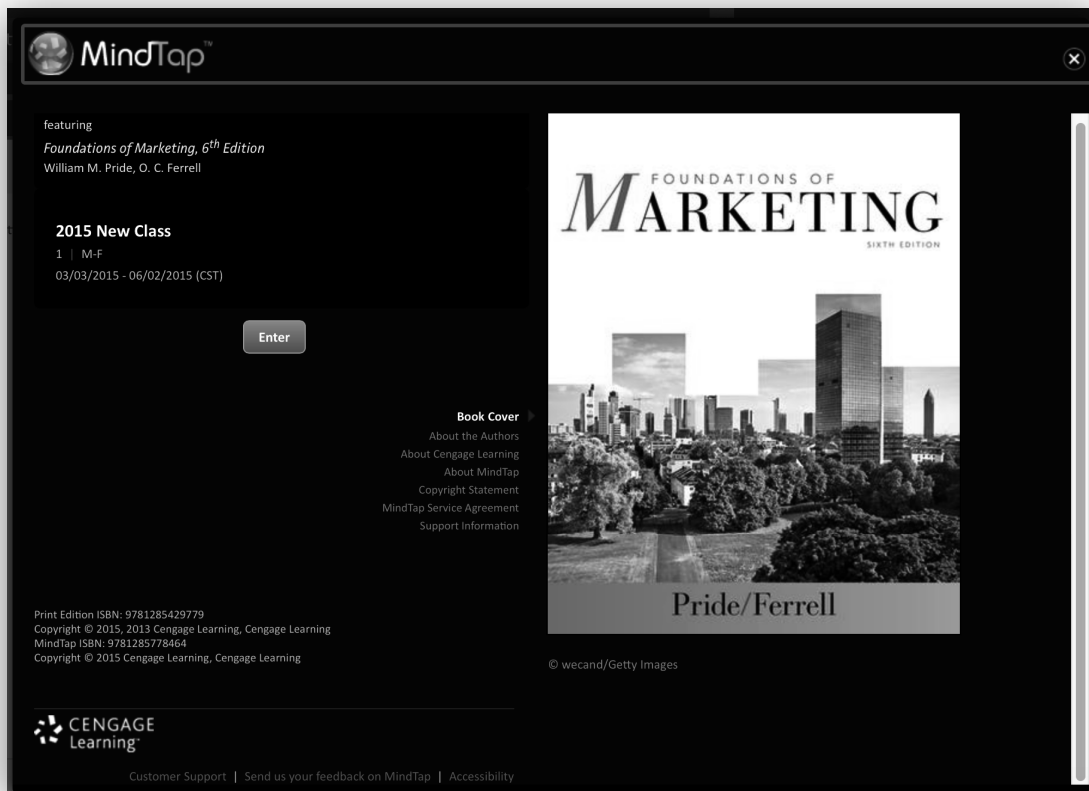 MindTap™
featuring
Foundations of Marketing, 6th Edition
William M. Pride, O. C. Ferrell
2015 New Class
1 | M-F
03/03/2015 - 06/02/2015 (CST)
Enter
Book Cover
About the Authors
About Cengage Learning
About MindTap
Copyright Statement
MindTap Service Agreement
Support Information
Print Edition ISBN: 9781285429779
Copyright © 2015, 2013 Cengage Learning, Cengage Learning
MindTap ISBN: 9781285778464
Copyright © 2015 Cengage Learning, Cengage Learning
CENGAGE
Learning™
Customer Support | Send us your feedback on MindTap | Accessibility
FOUNDATIONS OF
MARKETING
SIXTH EDITION
Pride/Ferrell
© wecand/Getty Images